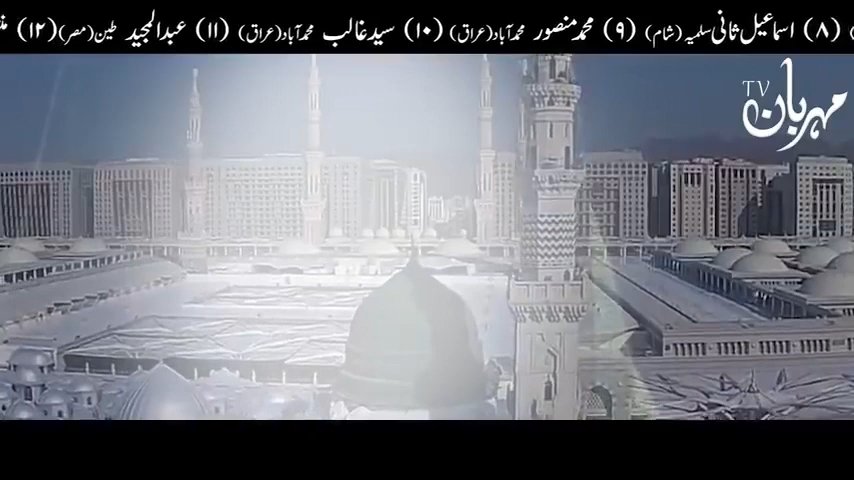 (۸) اسماعیل ثانی سلمیہ (شام) (۹) محمد منصور محمد آباد (عراق) (۱۰) سید غالب محمد آباد (عراق) (۱۱) عبدالمجید طین (مصر) (۱۲)
TV
مہربان